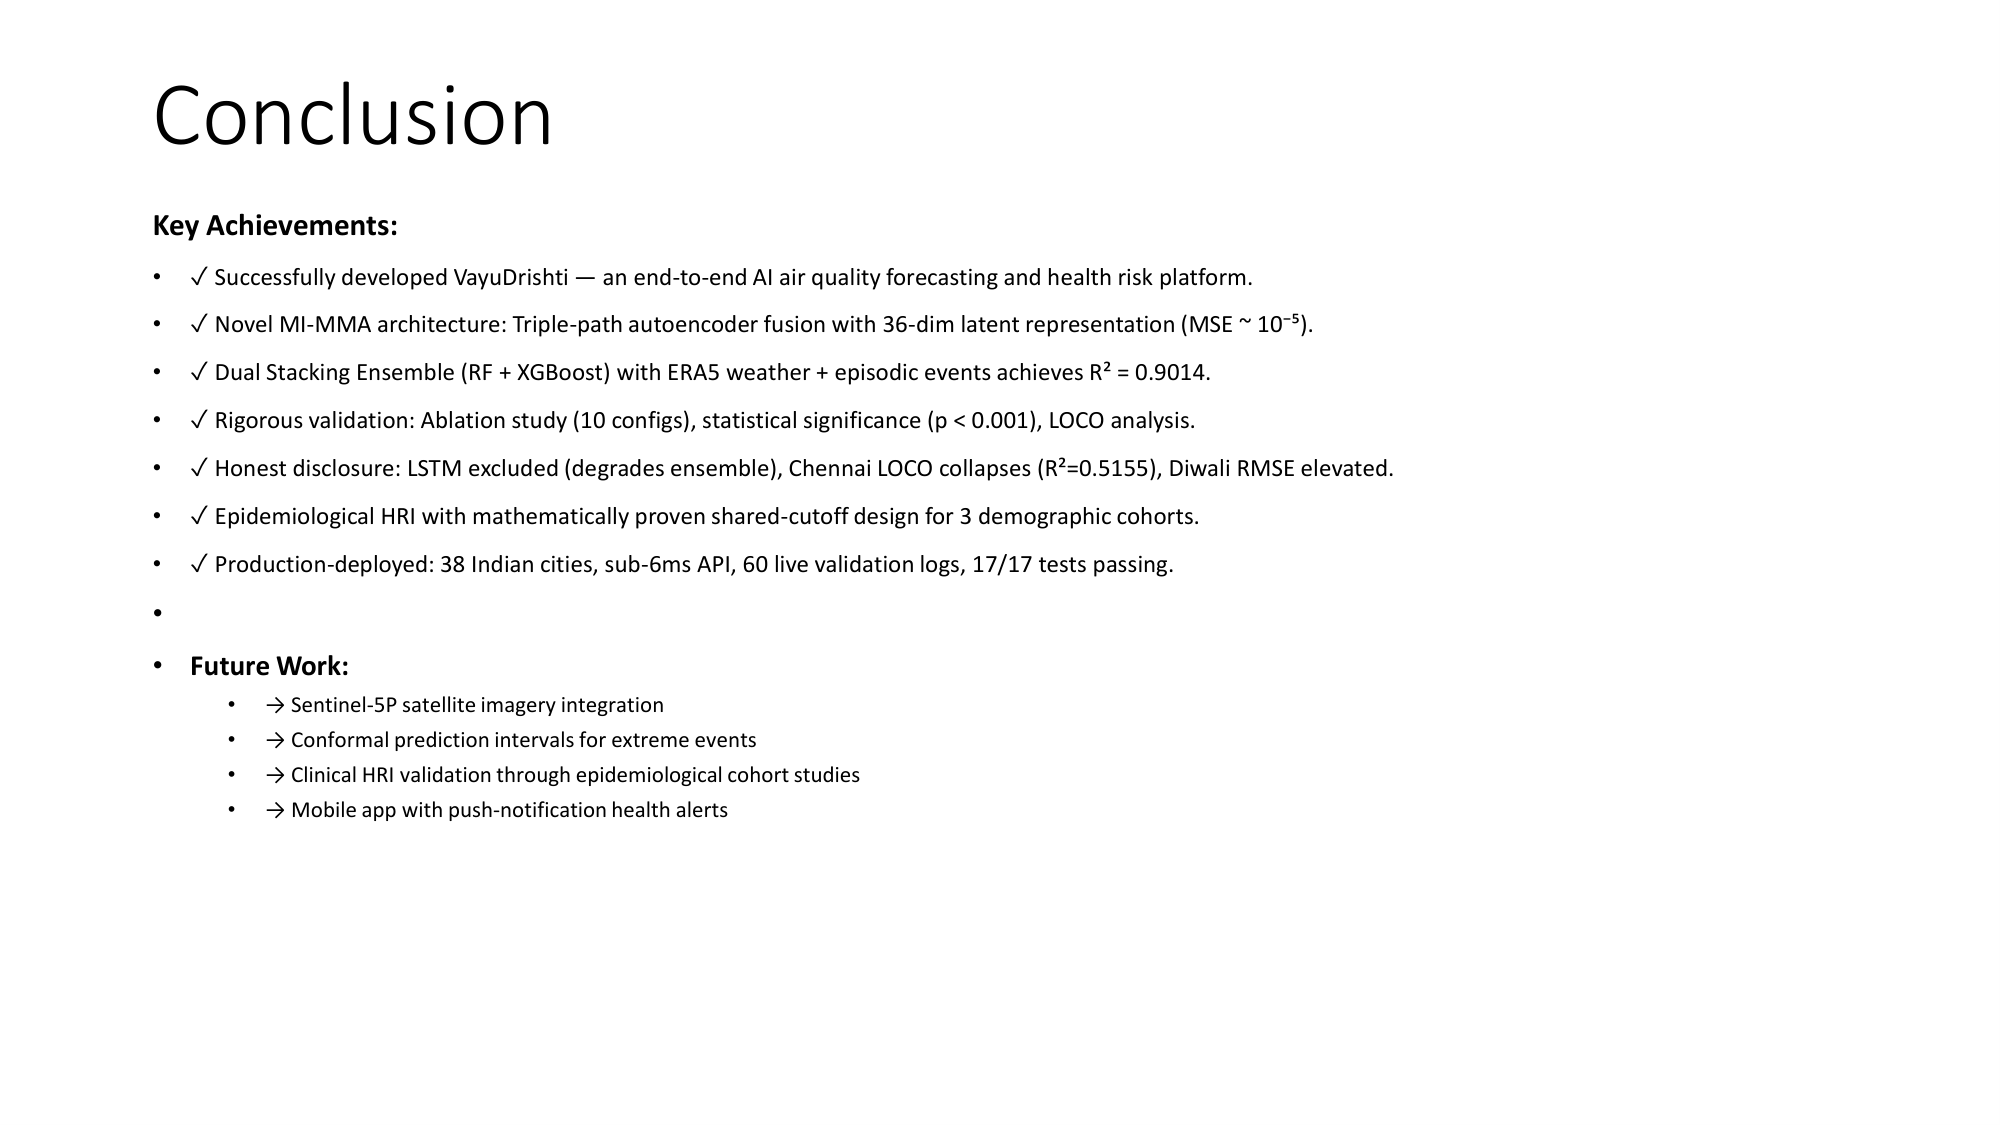 Conclusion
Key Achievements:
• ✓ Successfully developed VayuDrishti — an end-to-end AI air quality forecasting and health risk platform.
• ✓ Novel MI-MMA architecture: Triple-path autoencoder fusion with 36-dim latent representation (MSE ~ 10⁻⁵).
• ✓ Dual Stacking Ensemble (RF + XGBoost) with ERA5 weather + episodic events achieves R² = 0.9014.
• ✓ Rigorous validation: Ablation study (10 configs), statistical significance (p < 0.001), LOCO analysis.
• ✓ Honest disclosure: LSTM excluded (degrades ensemble), Chennai LOCO collapses (R²=0.5155), Diwali RMSE elevated.
• ✓ Epidemiological HRI with mathematically proven shared-cutoff design for 3 demographic cohorts.
• ✓ Production-deployed: 38 Indian cities, sub-6ms API, 60 live validation logs, 17/17 tests passing.
•
• Future Work:
• → Sentinel-5P satellite imagery integration
• → Conformal prediction intervals for extreme events
• → Clinical HRI validation through epidemiological cohort studies
• → Mobile app with push-notification health alerts